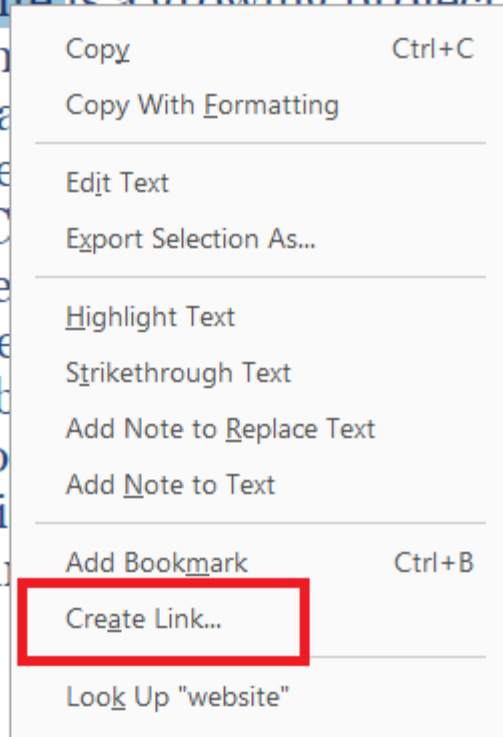 Copy Ctrl+C
Copy With Formatting
Edit Text
Export Selection As...
Highlight Text
Strikethrough Text
Add Note to Replace Text
Add Note to Text
Add Bookmark Ctrl+B
Create Link...
Look Up "website"